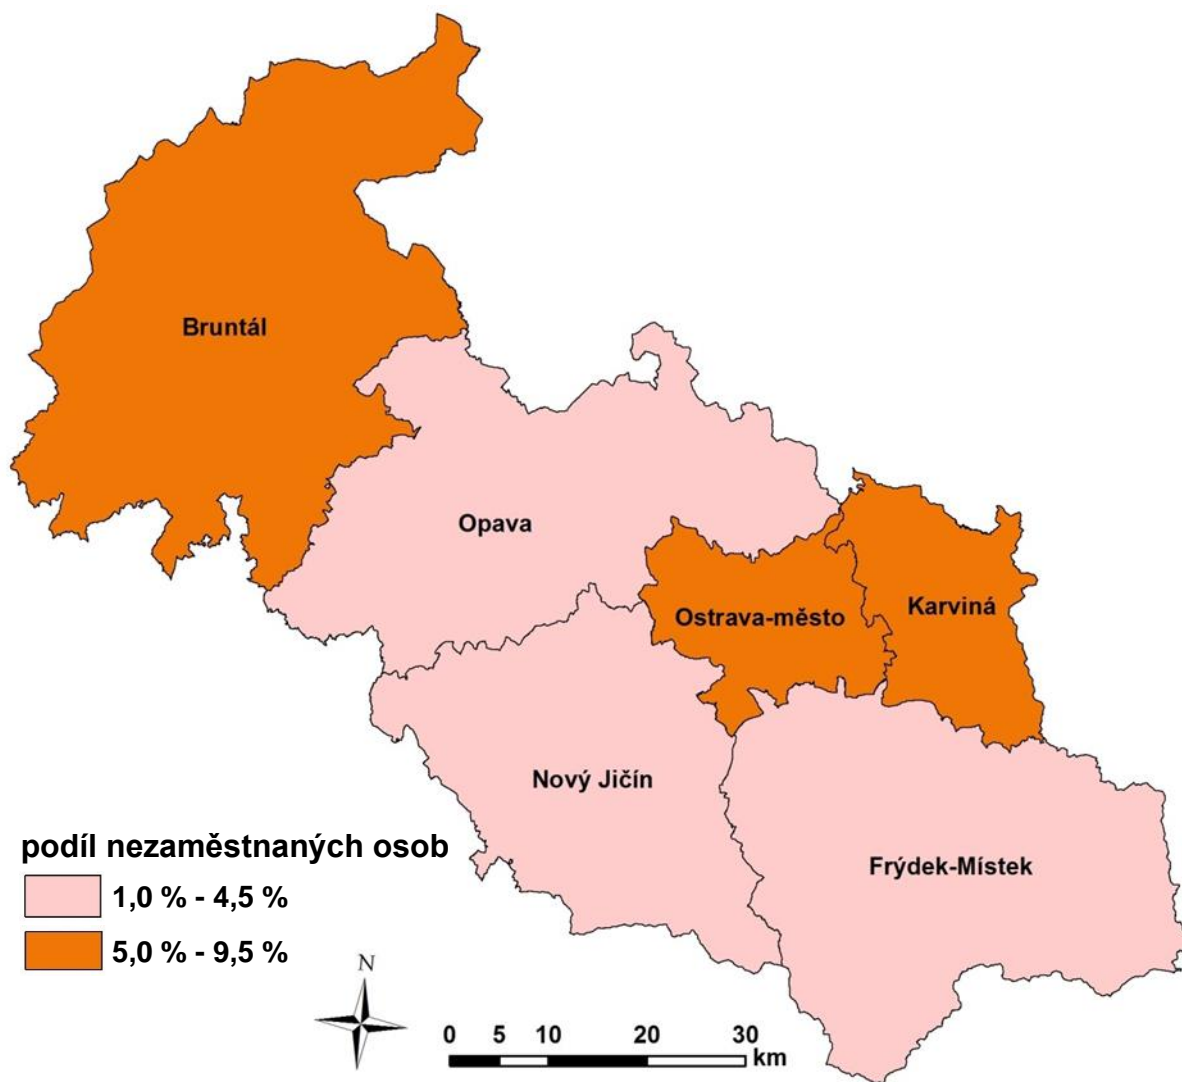 Bruntál
Opava
Ostrava-město
Karviná
Nový Jičín
Frýdek-Místek
podíl nezaměstnaných osob
1,0 % - 4,5 %
5,0 % - 9,5 %
N
0 5 10 20 30
km